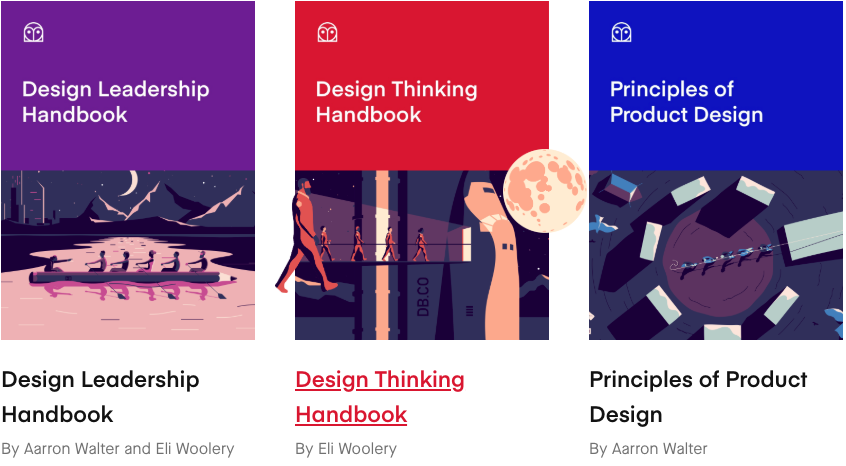 Design Leadership
Handbook
Design Thinking
Handbook
Principles of
Product Design
DB.CO
Design Leadership
Handbook
By Aarron Walter and Eli Woolery
Design Thinking
Handbook
By Eli Woolery
Principles of Product
Design
By Aarron Walter